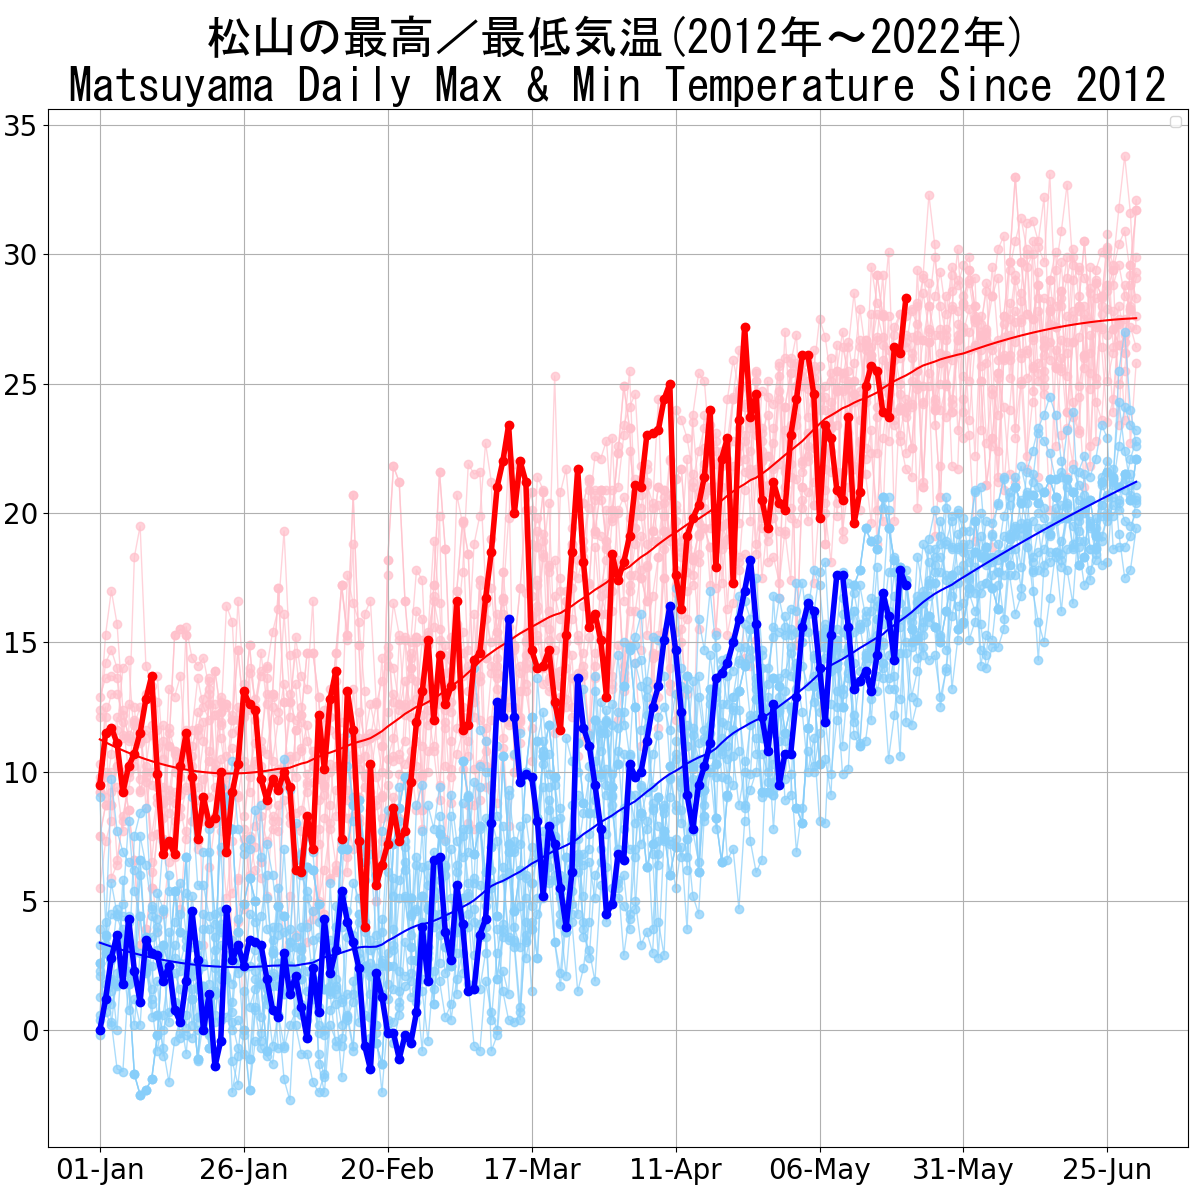 松山の最高／最低気温(2012年～2022年)
Matsuyama Daily Max & Min Temperature Since 2012
35
30
25
20
15
10
5
0
01-Jan 26-Jan 20-Feb 17-Mar 11-Apr 06-May 31-May 25-Jun